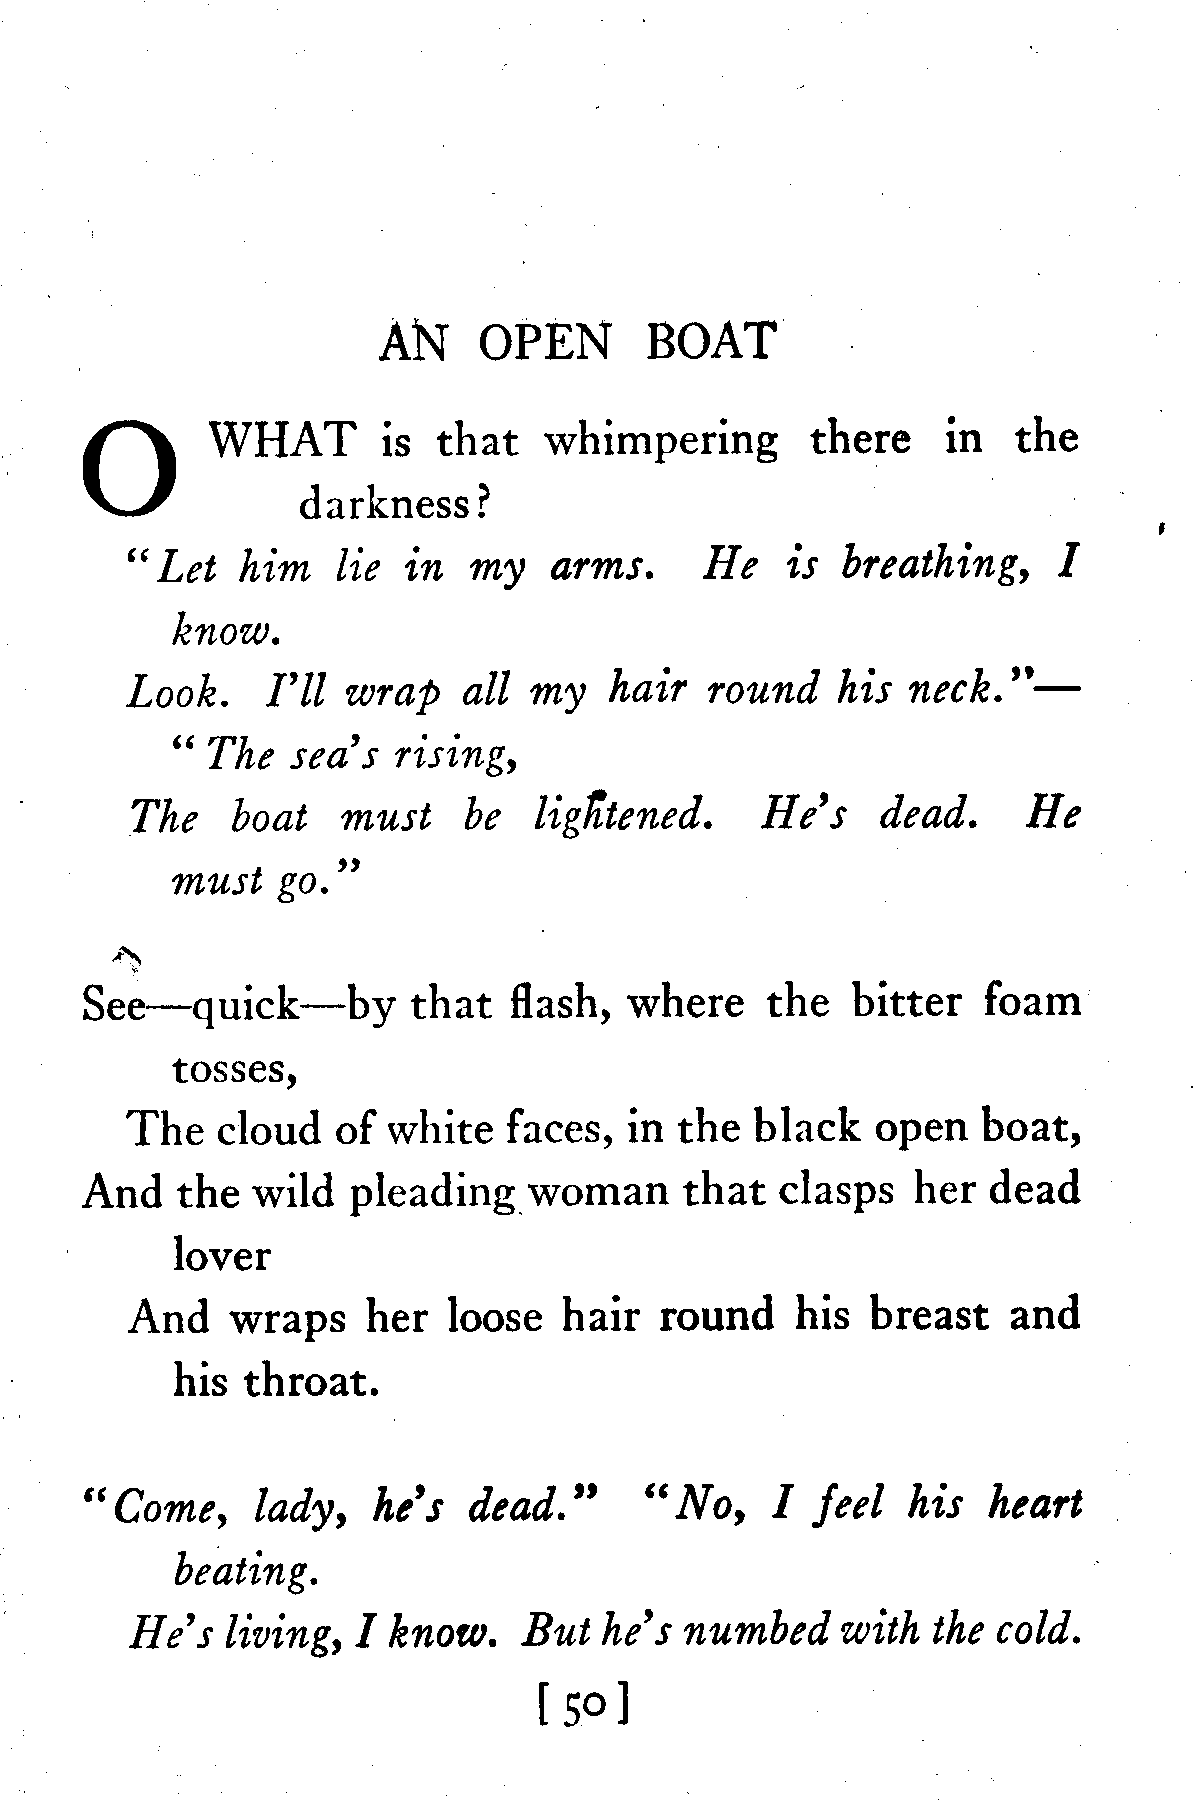 AN OPEN BOAT
O WHAT is that whimpering there in the
darkness?
“Let him lie in my arms. He is breathing, I
know.
Look. I’ll wrap all my hair round his neck.”—
“The sea’s rising,
The boat must be lightened. He’s dead. He
must go.”
See—quick—by that flash, where the bitter foam
tosses,
The cloud of white faces, in the black open boat,
And the wild pleading woman that clasps her dead
lover
And wraps her loose hair round his breast and
his throat.
“Come, lady, he’s dead.” “No, I feel his heart
beating.
He’s living, I know. But he’s numbed with the cold.
[ 50 ]